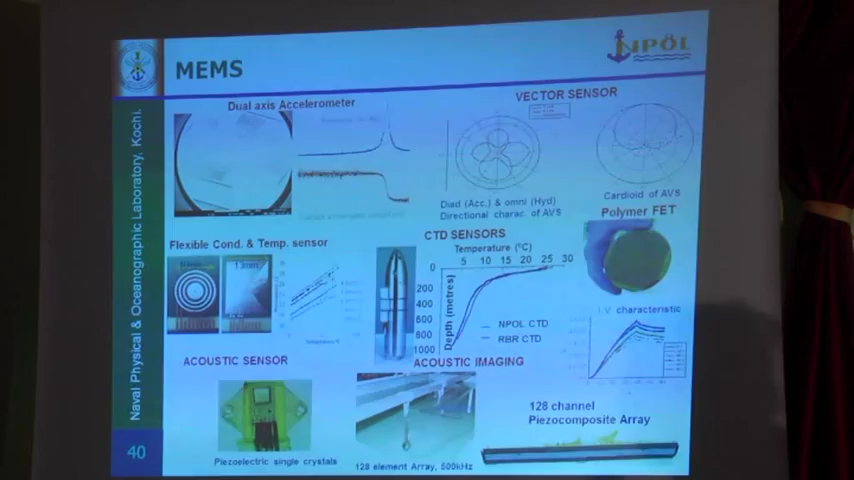 NPOL
MEMS
Naval Physical & Oceanographic Laboratory, Kochi.
40
Dual axis Accelerometer
VECTOR SENSOR
Diad (Acc.) & omni (Hyd)
Directional charac. of AVS
Cardioid of AVS
Flexible Cond. & Temp. sensor
13mm
CTD SENSORS
Temperature (°C)
5 10 15 20 25 30
0
200
400
600
800
1000
Depth (metres)
NPOL CTD
RBR CTD
Polymer FET
I-V characteristic
ACOUSTIC SENSOR
Piezoelectric single crystals
ACOUSTIC IMAGING
128 element Array, 500kHz
128 channel
Piezocomposite Array